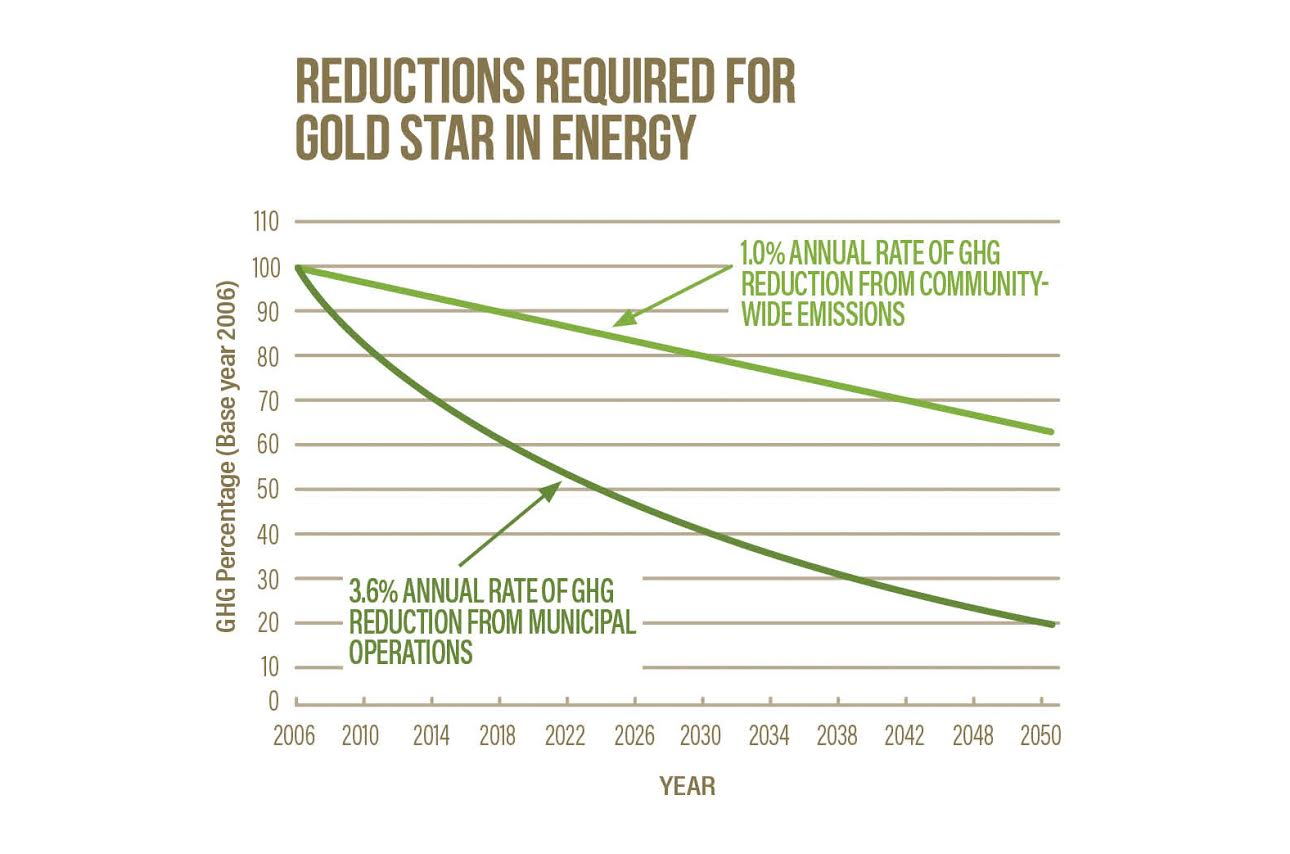 REDUCTIONS REQUIRED FOR
GOLD STAR IN ENERGY
GHG Percentage (Base year 2006)
110
100
90
80
70
60
50
40
30
20
10
0
1.0% ANNUAL RATE OF GHG
REDUCTION FROM COMMUNITY-
WIDE EMISSIONS
3.6% ANNUAL RATE OF GHG
REDUCTION FROM MUNICIPAL
OPERATIONS
2006 2010 2014 2018 2022 2026 2030 2034 2038 2042 2048 2050
YEAR